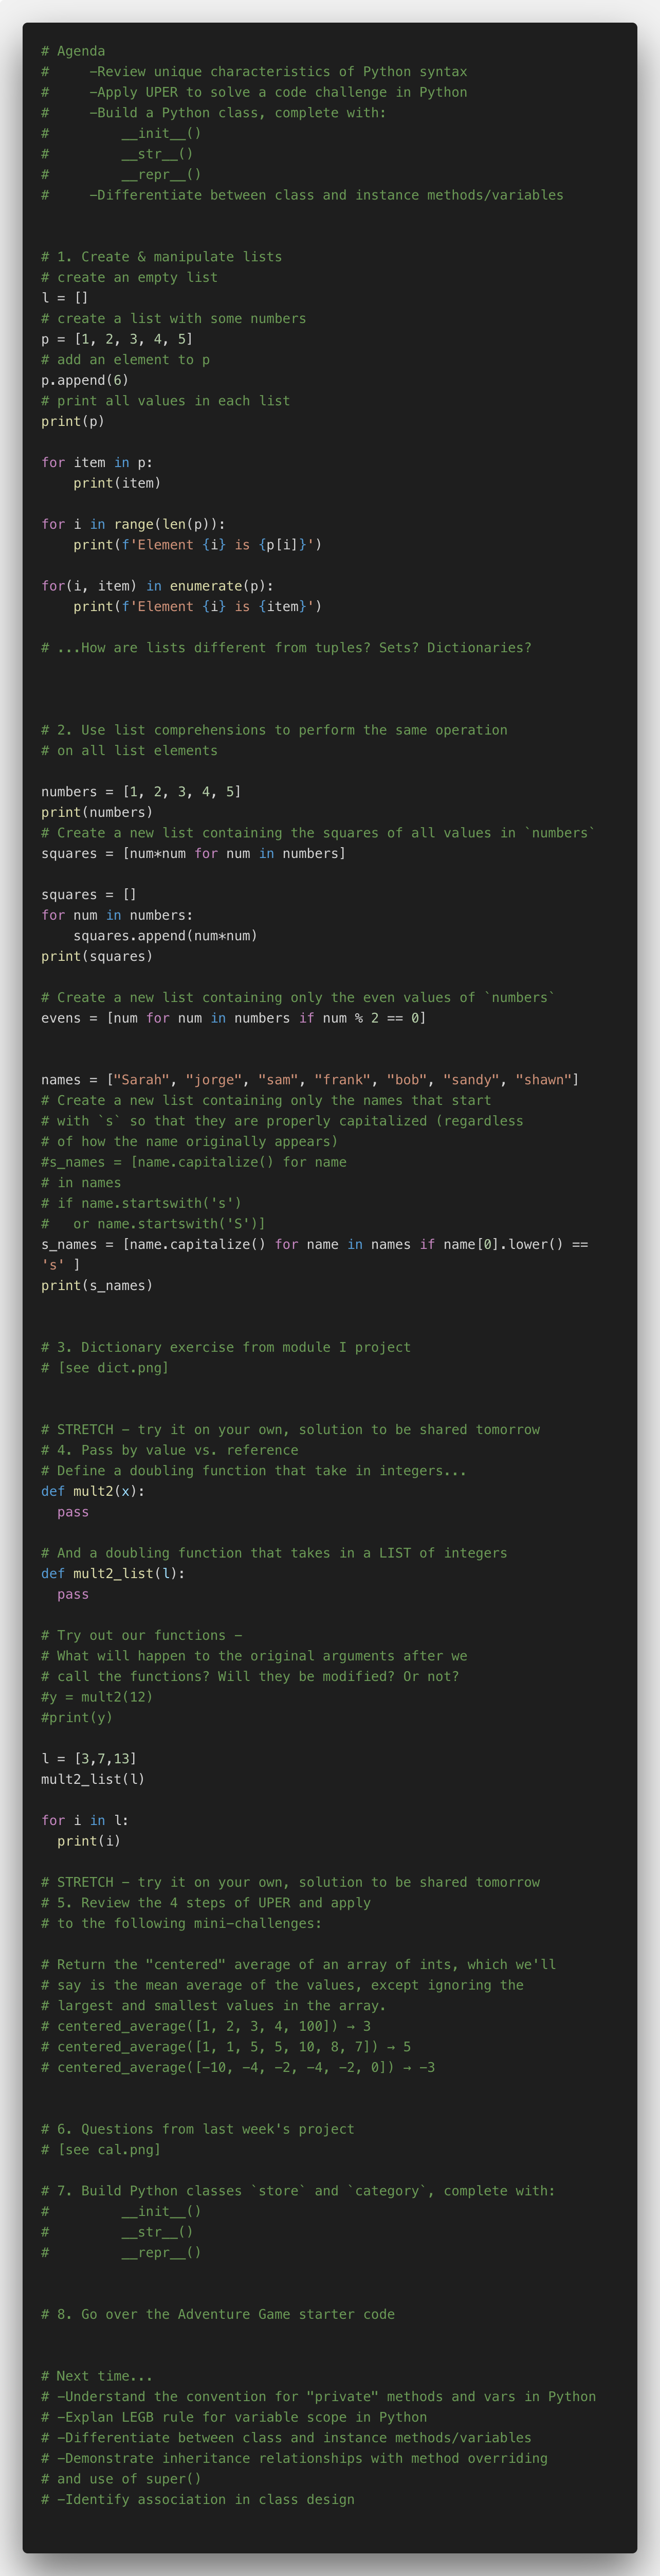 # Agenda
#     -Review unique characteristics of Python syntax
#     -Apply UPER to solve a code challenge in Python
#     -Build a Python class, complete with:
#         __init__()
#         __str__()
#         __repr__()
#     -Differentiate between class and instance methods/variables
# 1. Create & manipulate lists
# create an empty list
l = []
# create a list with some numbers
p = [1, 2, 3, 4, 5]
# add an element to p
p.append(6)
# print all values in each list
print(p)
for item in p:
    print(item)
for i in range(len(p)):
    print(f'Element {i} is {p[i]}')
for(i, item) in enumerate(p):
    print(f'Element {i} is {item}')
# ...How are lists different from tuples? Sets? Dictionaries?
# 2. Use list comprehensions to perform the same operation
# on all list elements
numbers = [1, 2, 3, 4, 5]
print(numbers)
# Create a new list containing the squares of all values in `numbers`
squares = [num*num for num in numbers]
squares = []
for num in numbers:
    squares.append(num*num)
print(squares)
# Create a new list containing only the even values of `numbers`
evens = [num for num in numbers if num % 2 == 0]
names = ["Sarah", "jorge", "sam", "frank", "bob", "sandy", "shawn"]
# Create a new list containing only the names that start
# with `s` so that they are properly capitalized (regardless
# of how the name originally appears)
#s_names = [name.capitalize() for name
# in names
# if name.startswith('s')
#   or name.startswith('S')]
s_names = [name.capitalize() for name in names if name[0].lower() ==
's' ]
print(s_names)
# 3. Dictionary exercise from module I project
# [see dict.png]
# STRETCH - try it on your own, solution to be shared tomorrow
# 4. Pass by value vs. reference
# Define a doubling function that take in integers...
def mult2(x):
  pass
# And a doubling function that takes in a LIST of integers
def mult2_list(l):
  pass
# Try out our functions -
# What will happen to the original arguments after we
# call the functions? Will they be modified? Or not?
#y = mult2(12)
#print(y)
l = [3,7,13]
mult2_list(l)
for i in l:
  print(i)
# STRETCH - try it on your own, solution to be shared tomorrow
# 5. Review the 4 steps of UPER and apply
# to the following mini-challenges:
# Return the "centered" average of an array of ints, which we'll
# say is the mean average of the values, except ignoring the
# largest and smallest values in the array.
# centered_average([1, 2, 3, 4, 100]) → 3
# centered_average([1, 1, 5, 5, 10, 8, 7]) → 5
# centered_average([-10, -4, -2, -4, -2, 0]) → -3
# 6. Questions from last week's project
# [see cal.png]
# 7. Build Python classes `store` and `category`, complete with:
#         __init__()
#         __str__()
#         __repr__()
# 8. Go over the Adventure Game starter code
# Next time...
# -Understand the convention for "private" methods and vars in Python
# -Explan LEGB rule for variable scope in Python
# -Differentiate between class and instance methods/variables
# -Demonstrate inheritance relationships with method overriding
# and use of super()
# -Identify association in class design